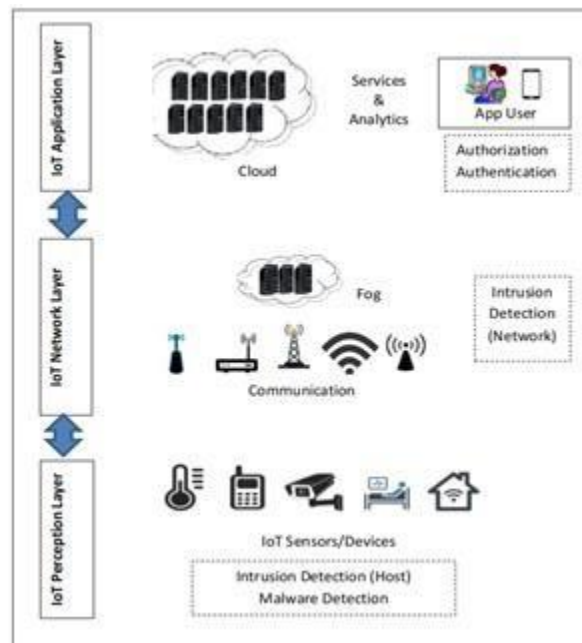 IoT Application Layer
Services
&
Analytics
App User
Cloud
Authorization
Authentication
IoT Network Layer
Fog
Intrusion
Detection
(Network)
Communication
IoT Perception Layer
IoT Sensors/Devices
Intrusion Detection (Host)
Malware Detection